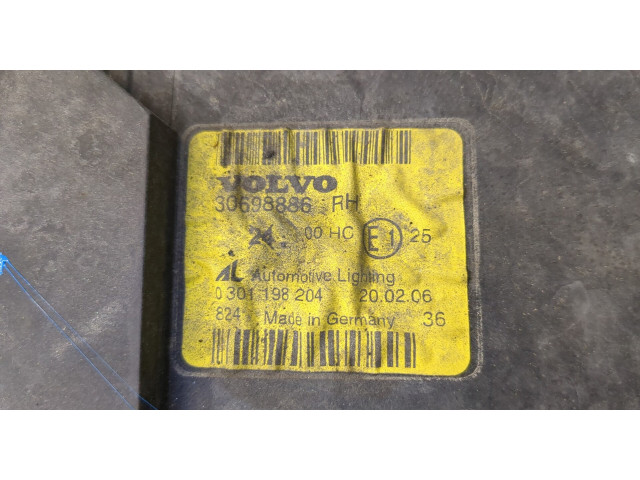 VOLVO
30698886 RH
00 HC E1 25
AL Automotive Lighting
0 301 198 204 20.02.06
824 Made in Germany 36